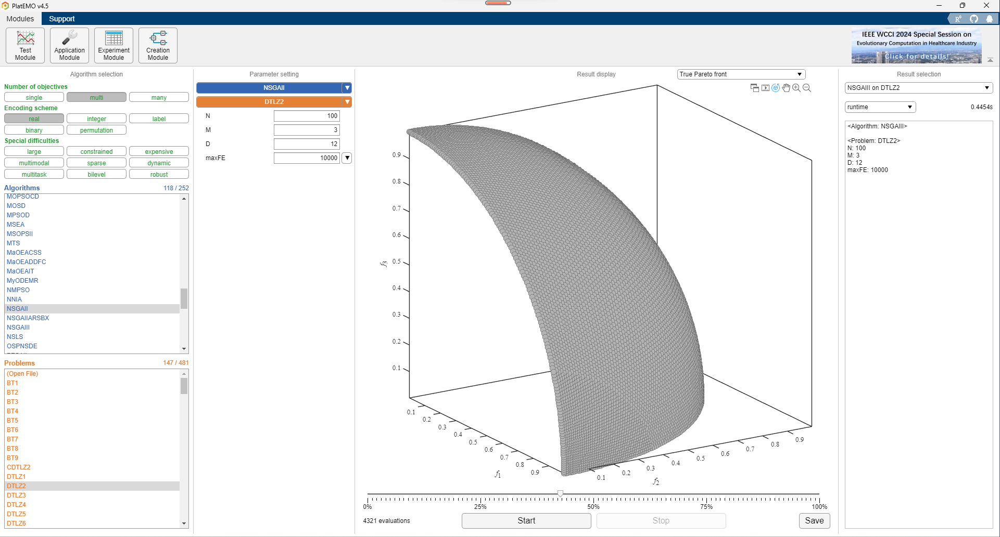 PlatEMO v4.5
Modules
Support
Test
Module
Application
Module
Experiment
Module
Creation
Module
IEEE WCCI 2024 Special Session on
Evolutionary Computation in Healthcare Industry
Click for details!
Algorithm selection
Number of objectives
single multi many
Encoding scheme
real integer label
binary permutation
Special difficulties
large constrained expensive
multimodal sparse dynamic
multitask bilevel robust
Algorithms 118 / 252
MOPSOCD
MOSD
MPSOD
MSEA
MSOPSII
MTS
MaOEACSS
MaOEADDFC
MaOEAIT
MyODEMR
NMPSO
NNIA
NSGAII
NSGAIIARSBX
NSGAIII
NSLS
OSPNSDE
Problems 147 / 481
(Open File)
BT1
BT2
BT3
BT4
BT5
BT6
BT7
BT8
BT9
CDTLZ2
DTLZ1
DTLZ2
DTLZ3
DTLZ4
DTLZ5
DTLZ6
Parameter setting
NSGAII
DTLZ2
N 100
M 3
D 12
maxFE 10000
Result display
True Pareto front
0.9
0.8
0.7
0.6
0.5
0.4
0.3
0.2
0.1
f3
0.1
0.2
0.3
0.4
0.5
0.6
0.7
0.8
0.9
f1
0.1
0.2
0.3
0.4
0.5
0.6
0.7
0.8
0.9
f2
0% 25% 50% 75% 100%
4321 evaluations
Start
Stop
Save
Result selection
NSGAIII on DTLZ2
runtime 0.4454s
<Algorithm: NSGAIII>
<Problem: DTLZ2>
N: 100
M: 3
D: 12
maxFE: 10000